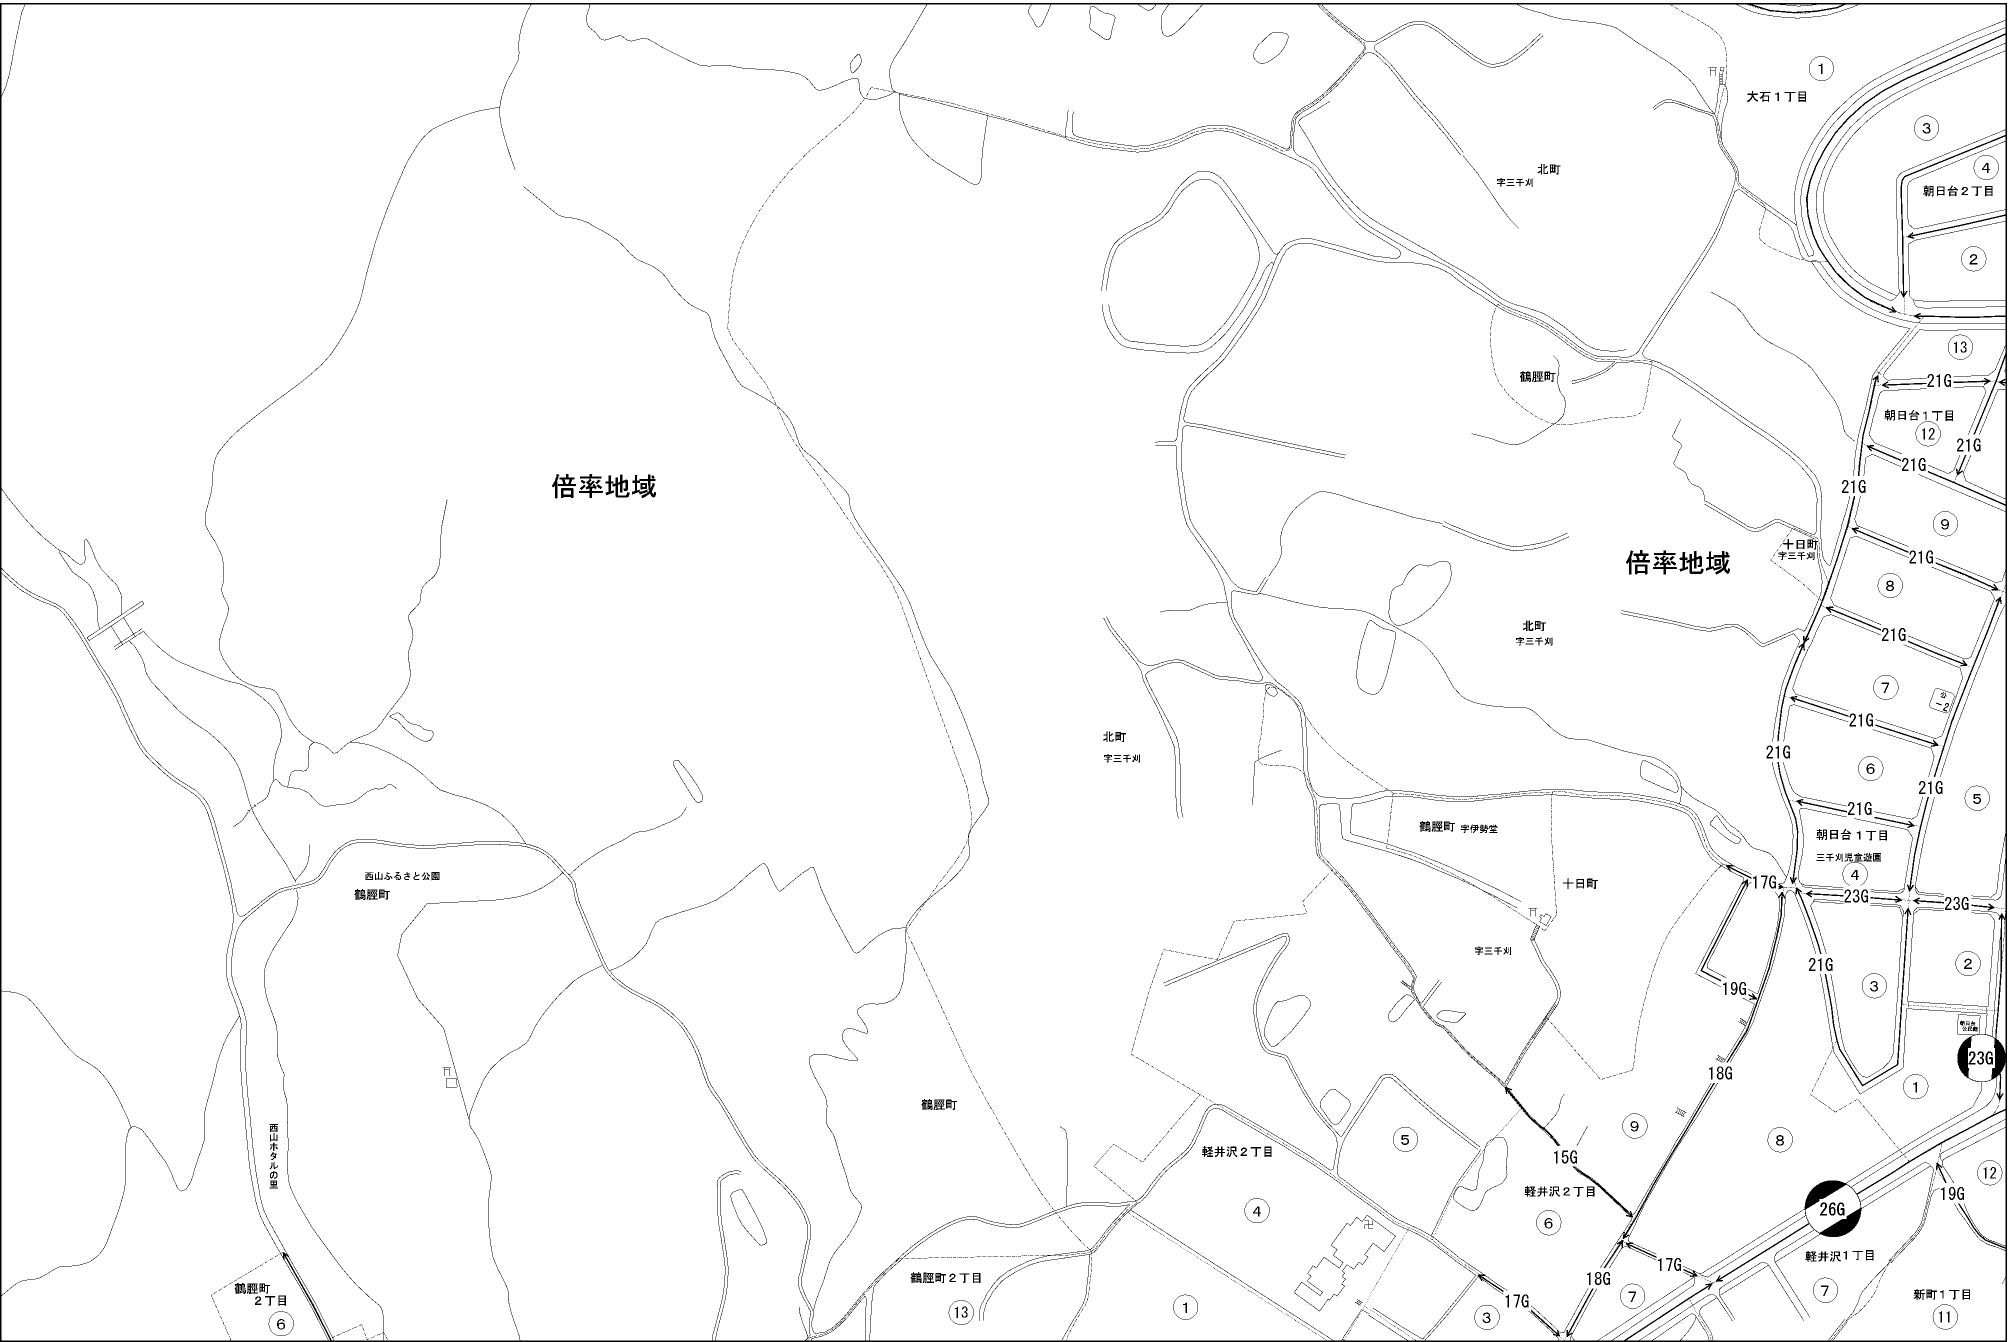 ①
大石１丁目
③
④
朝日台２丁目
②
北町
字三千刈
⑬
鶴脛町
21G
朝日台１丁目
⑫
21G
21G
倍率地域
21G
⑨
十日町
字三千刈
倍率地域
21G
⑧
北町
字三千刈
21G
⑦
公
-2
21G
北町
字三千刈
21G
⑥
21G
⑤
21G
鶴脛町 字伊勢堂
朝日台１丁目
三千刈児童遊園
④
西山ふるさと公園
鶴脛町
十日町
17G
23G
23G
字三千刈
21G
②
19G
③
朝日台
公民館
23G
18G
①
鶴脛町
西山ホタルの里
⑨
⑧
⑤
軽井沢２丁目
15G
⑫
軽井沢２丁目
19G
④
⑥
26G
卍
軽井沢１丁目
17G
鶴脛町２丁目
18G
鶴脛町
２丁目
⑦
⑦
新町１丁目
17G
⑬
①
③
⑪
⑥